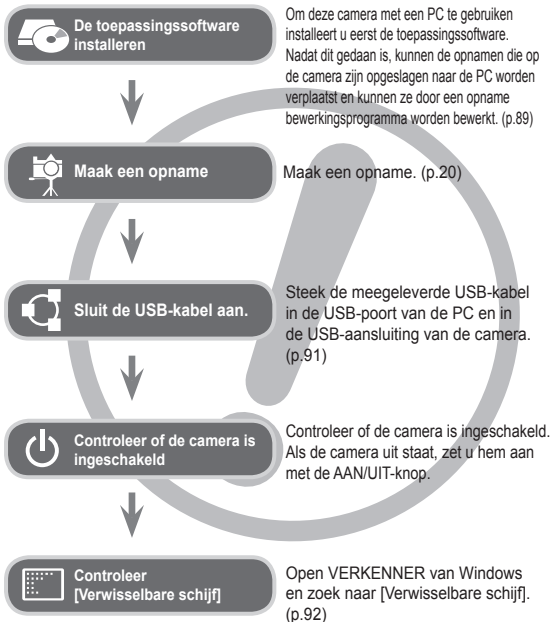 De toepassingssoftware
installeren
Om deze camera met een PC te gebruiken
installeert u eerst de toepassingssoftware.
Nadat dit gedaan is, kunnen de opnamen die op
de camera zijn opgeslagen naar de PC worden
verplaatst en kunnen ze door een opname
bewerkingsprogramma worden bewerkt. (p.89)
Maak een opname
Maak een opname. (p.20)
Sluit de USB-kabel aan.
Steek de meegeleverde USB-kabel
in de USB-poort van de PC en in
de USB-aansluiting van de camera.
(p.91)
Controleer of de camera is
ingeschakeld
Controleer of de camera is ingeschakeld.
Als de camera uit staat, zet u hem aan
met de AAN/UIT-knop.
Controleer
[Verwisselbare schijf]
Open VERKENNER van Windows
en zoek naar [Verwisselbare schijf].
(p.92)